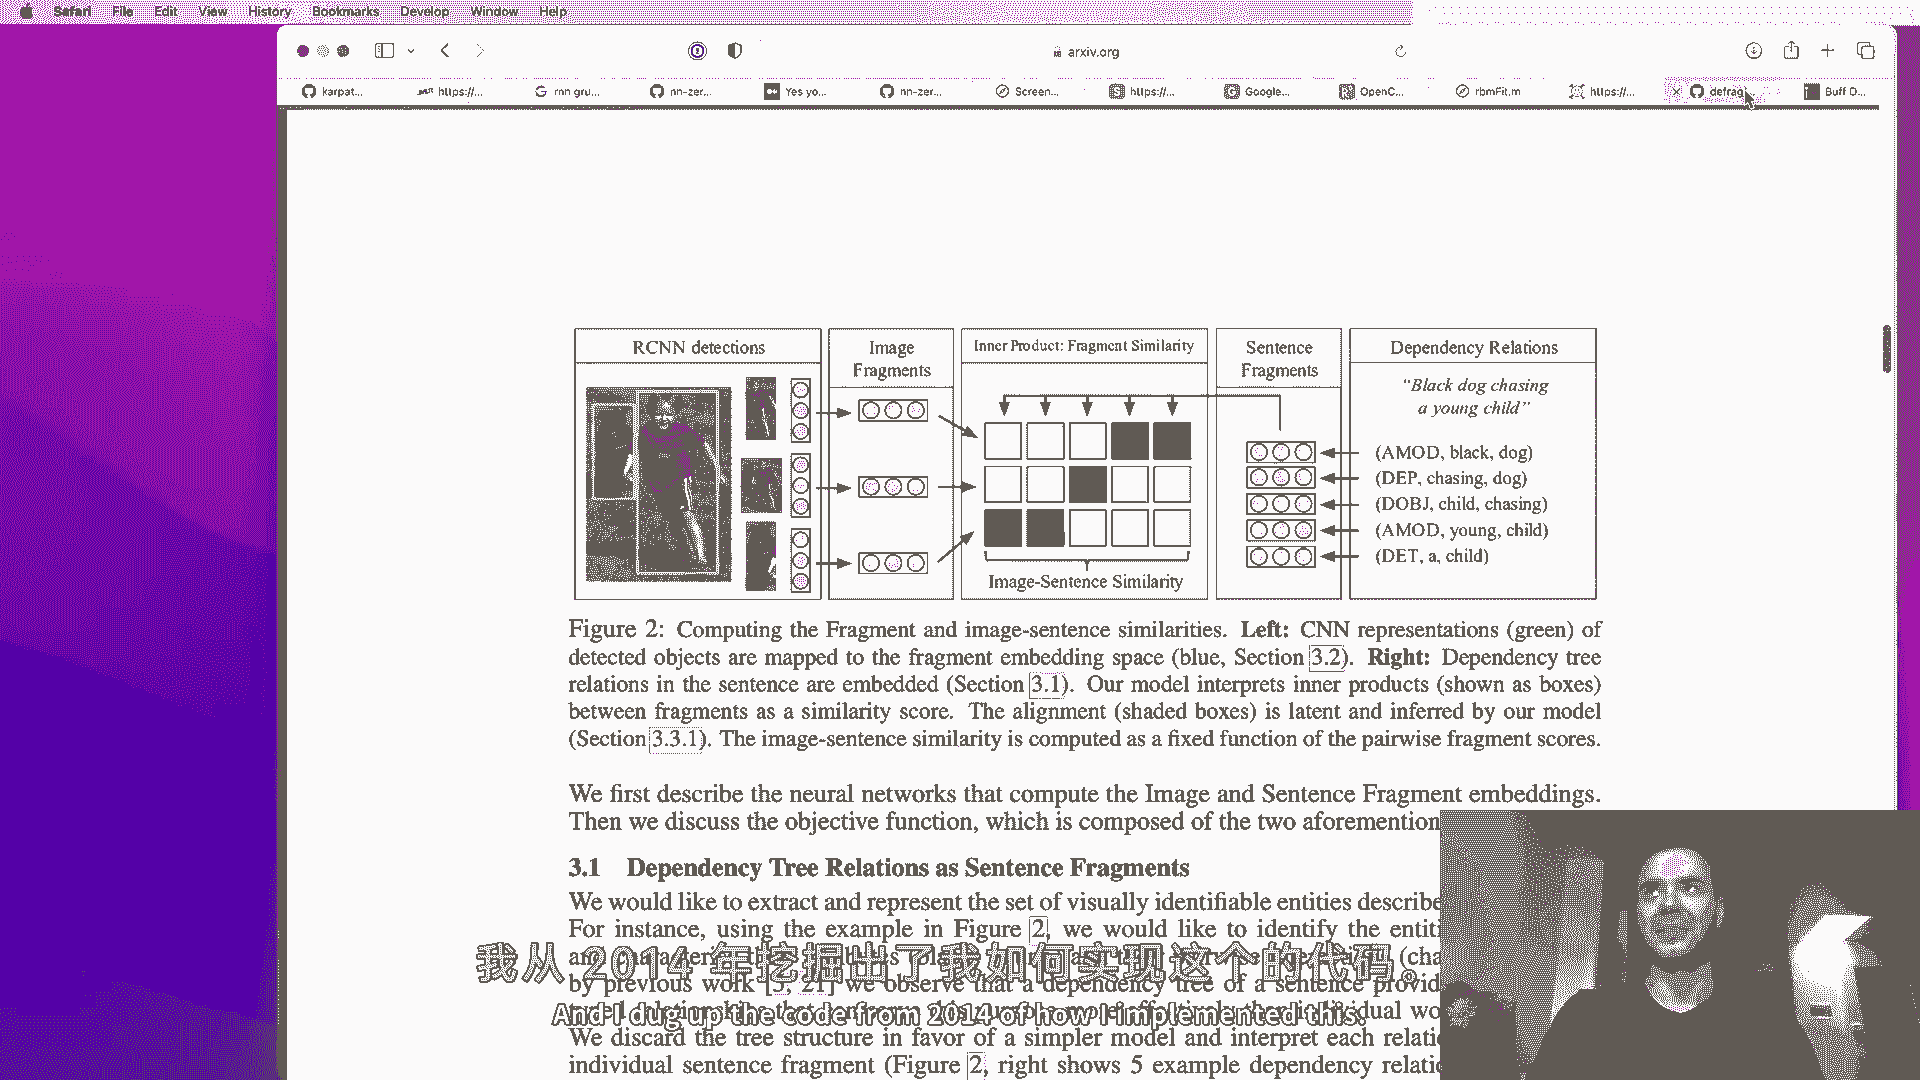 Safari File Edit View History Bookmarks Develop Window Help
arxiv.org
karpat... https://... rnn gru... nn-zer... Yes yo... nn-zer... Screen... https://... Google... OpenC... rbmFit.m https://... defrag Buff D...
RCNN detections
Image
Fragments
Inner Product: Fragment Similarity
Image-Sentence Similarity
Sentence
Fragments
Dependency Relations
“Black dog chasing
a young child”
(AMOD, black, dog)
(DEP, chasing, dog)
(DOBJ, child, chasing)
(AMOD, young, child)
(DET, a, child)
Figure 2: Computing the Fragment and image-sentence similarities. Left: CNN representations (green) of
detected objects are mapped to the fragment embedding space (blue, Section 3.2). Right: Dependency tree
relations in the sentence are embedded (Section 3.1). Our model interprets inner products (shown as boxes)
between fragments as a similarity score. The alignment (shaded boxes) is latent and inferred by our model
(Section 3.3.1). The image-sentence similarity is computed as a fixed function of the pairwise fragment scores.
We first describe the neural networks that compute the Image and Sentence Fragment embeddings.
Then we discuss the objective function, which is composed of the two aforemention
3.1 Dependency Tree Relations as Sentence Fragments
We would like to extract and represent the set of visually identifiable entities describe
For instance, using the example in Figure 2, we would like to identify the entiti
我从 2014 年挖掘出了我如何实现这个的代码。
by previous work [5, 21] we observe that a dependency tree of a sentence provid
And I dug up the code from 2014 of how I implemented this.
We discard the tree structure in favor of a simpler model and interpret each relati
individual sentence fragment (Figure 2, right shows 5 example dependency relatio